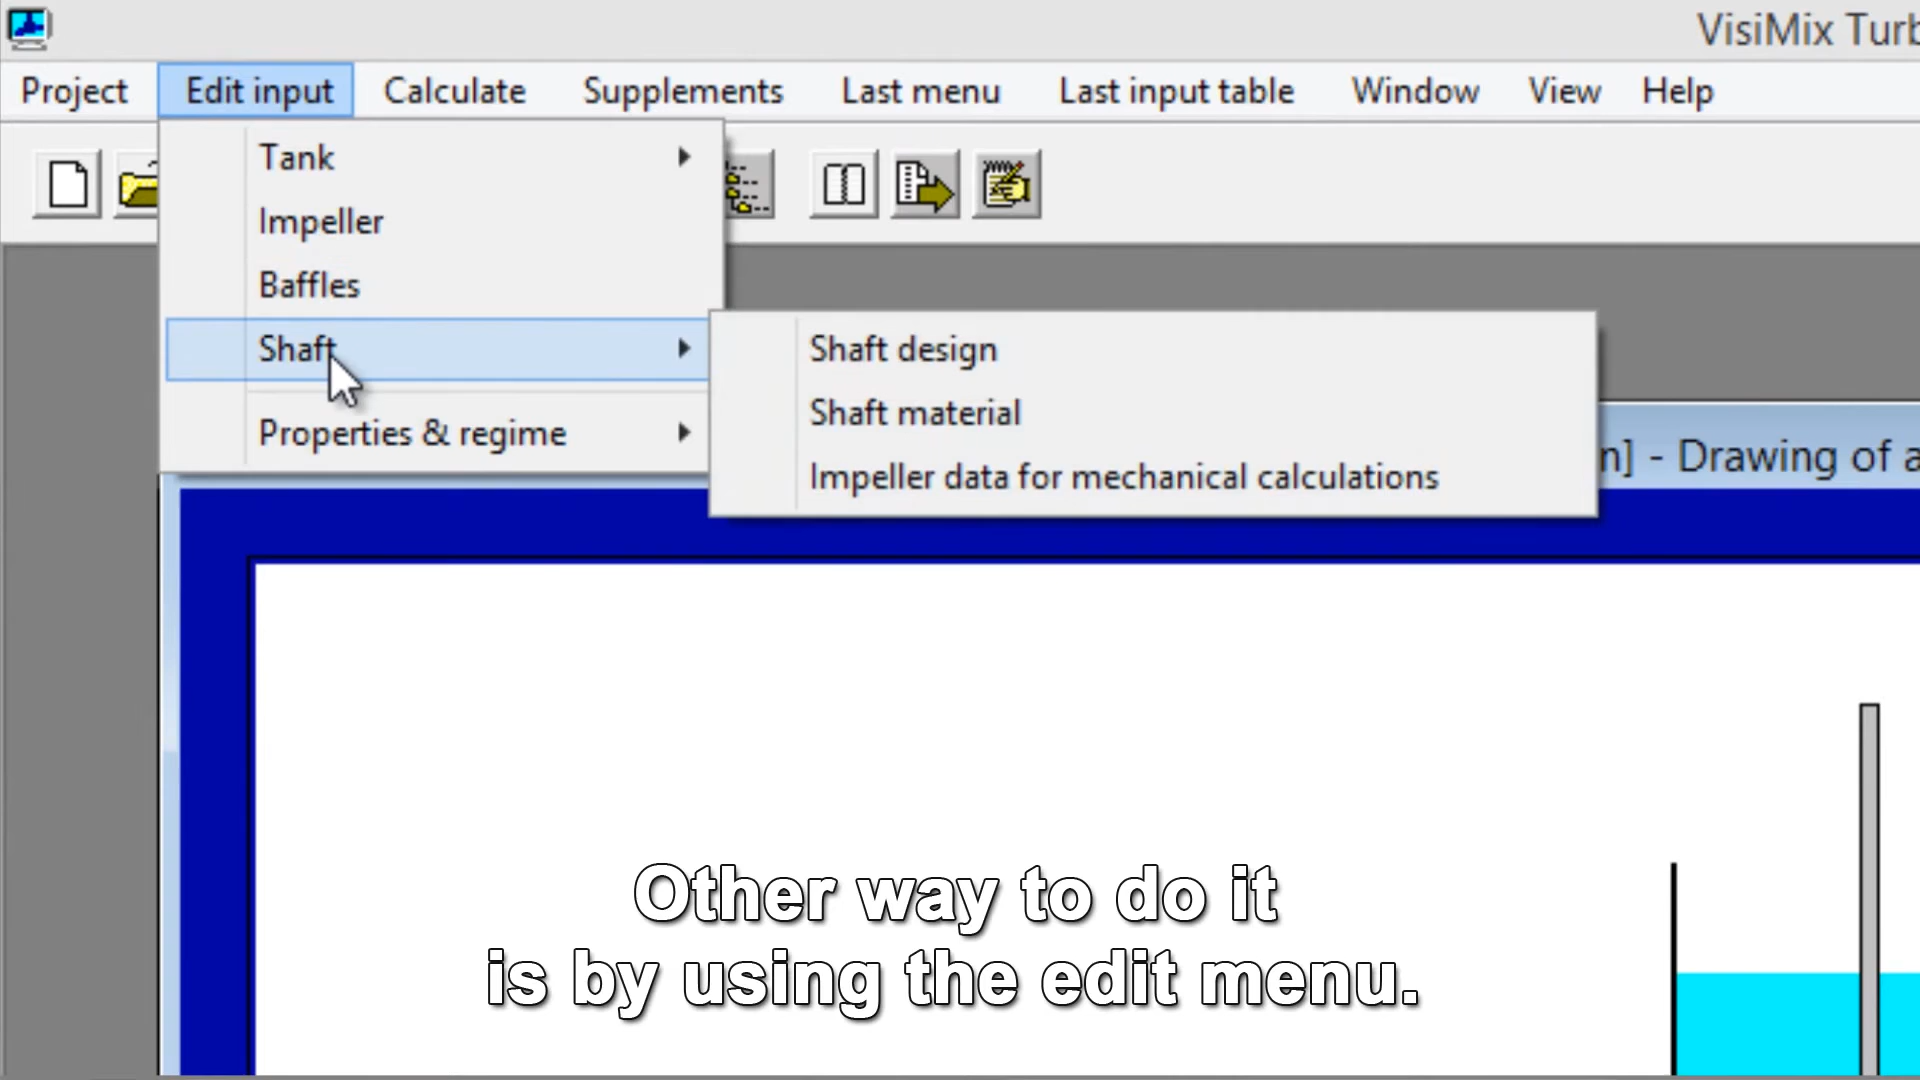 VisiMix Turb
Project Edit input Calculate Supplements Last menu Last input table Window View Help
Tank
Impeller
Baffles
Shaft
Properties & regime
Shaft design
Shaft material
Impeller data for mechanical calculations
n] - Drawing of a
Other way to do it
is by using the edit menu.